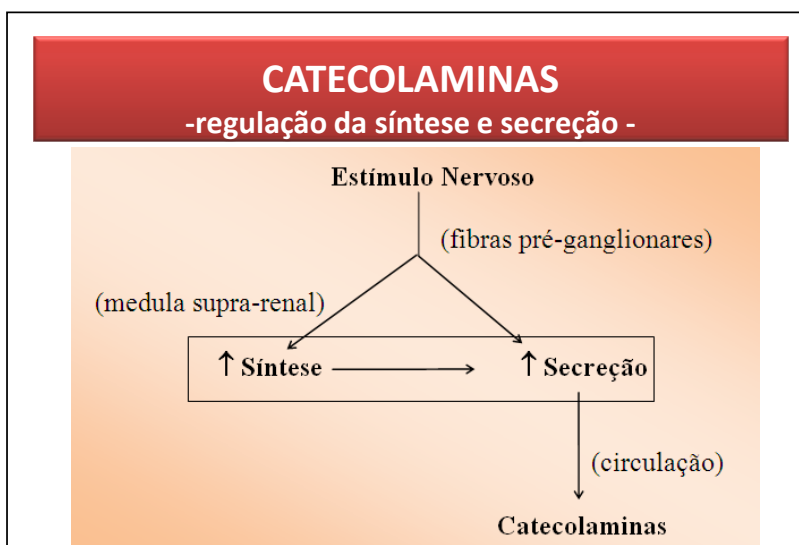 CATECOLAMINAS
-regulação da síntese e secreção -
Estímulo Nervoso
(fibras pré-ganglionares)
(medula supra-renal)
↑ Síntese
↑ Secreção
(circulação)
Catecolaminas